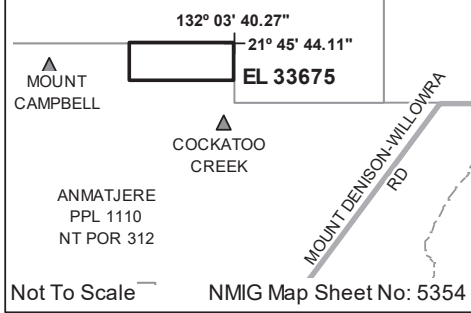 132º 03' 40.27"
21º 45' 44.11"
EL 33675
MOUNT
CAMPBELL
COCKATOO
CREEK
MOUNT DENISON-WILLOWRA
RD
ANMATJERE
PPL 1110
NT POR 312
Not To Scale
NMIG Map Sheet No: 5354